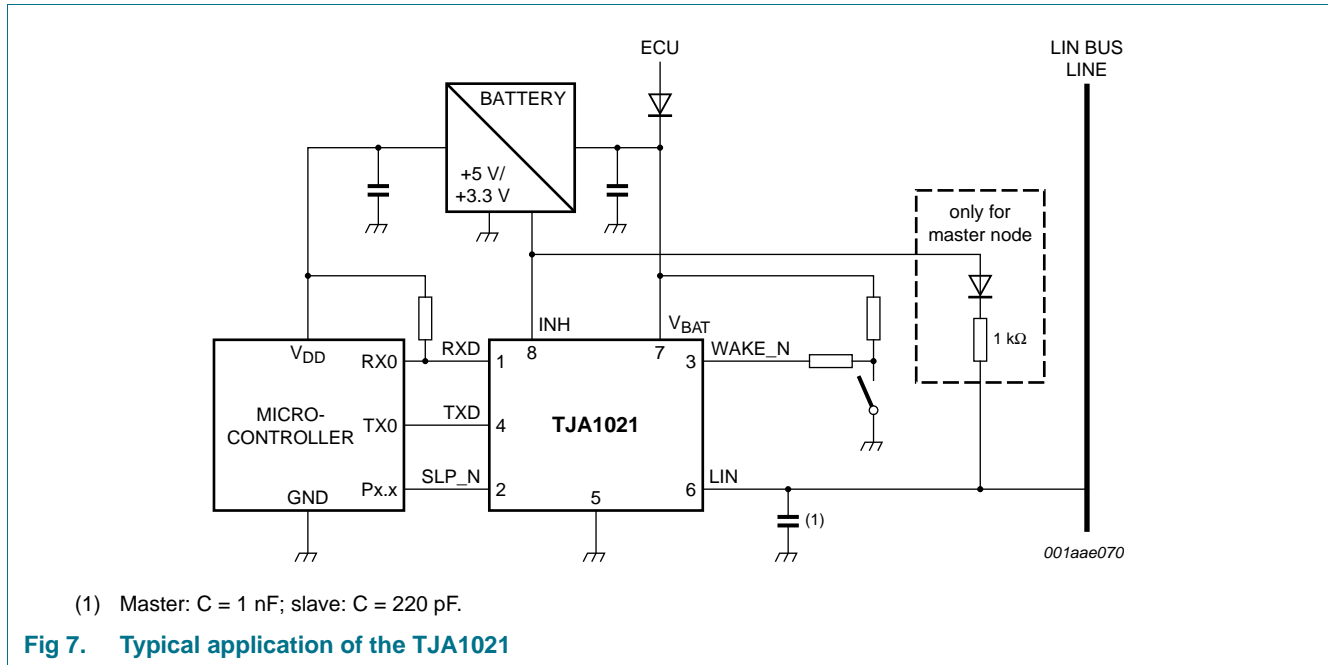 ECU
LIN BUS
LINE
BATTERY
+5 V/
+3.3 V
only for
master node
1 kΩ
INH
VBAT
8
7
VDD
RX0
RXD
1
3
WAKE_N
MICRO-
CONTROLLER
TX0
TXD
4
TJA1021
Px.x
SLP_N
2
6
LIN
GND
5
(1)
001aae070
(1) Master: C = 1 nF; slave: C = 220 pF.
Fig 7. Typical application of the TJA1021